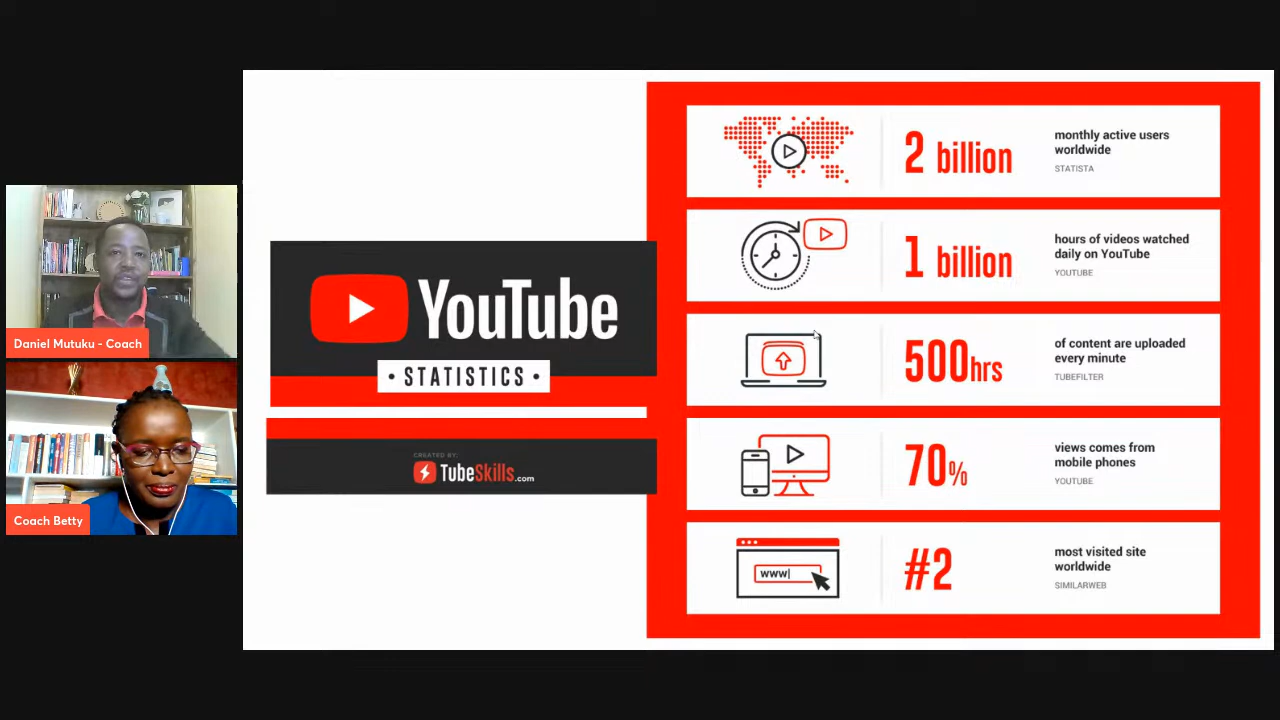 Daniel Mutuku - Coach
Coach Betty
YouTube
• STATISTICS •
CREATED BY:
TubeSkills.com
2 billion
monthly active users
worldwide
STATISTA
1 billion
hours of videos watched
daily on YouTube
YOUTUBE
500hrs
of content are uploaded
every minute
TUBEFILTER
70%
views comes from
mobile phones
YOUTUBE
www|
#2
most visited site
worldwide
SIMILARWEB